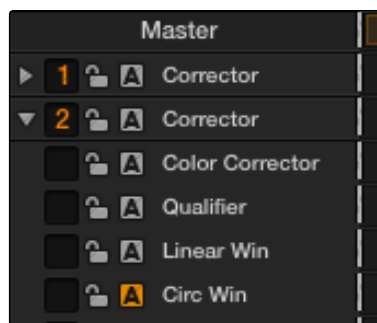 Master
1 A Corrector
2 A Corrector
A Color Corrector
A Qualifier
A Linear Win
A Circ Win